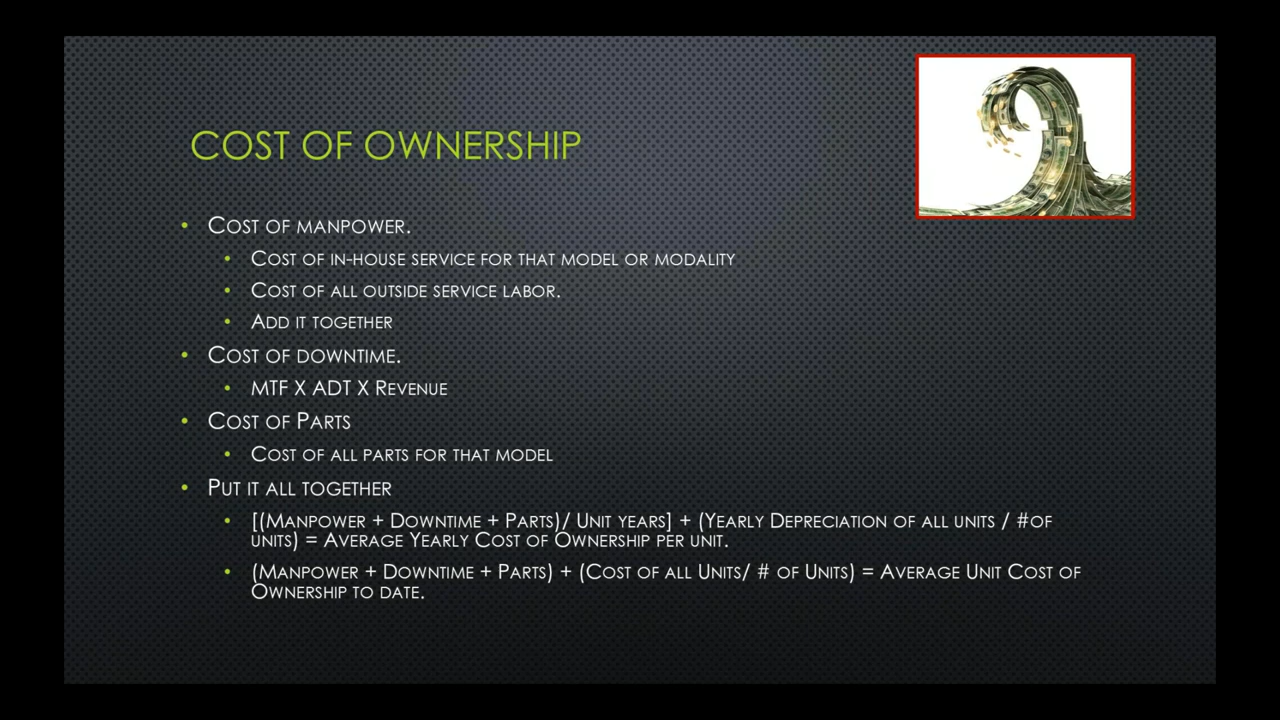 COST OF OWNERSHIP
• COST OF MANPOWER.
• COST OF IN-HOUSE SERVICE FOR THAT MODEL OR MODALITY
• COST OF ALL OUTSIDE SERVICE LABOR.
• ADD IT TOGETHER
• COST OF DOWNTIME.
• MTF X ADT X REVENUE
• COST OF PARTS
• COST OF ALL PARTS FOR THAT MODEL
• PUT IT ALL TOGETHER
• [(MANPOWER + DOWNTIME + PARTS)/ UNIT YEARS] + (YEARLY DEPRECIATION OF ALL UNITS / #OF
UNITS) = AVERAGE YEARLY COST OF OWNERSHIP PER UNIT.
• (MANPOWER + DOWNTIME + PARTS) + (COST OF ALL UNITS/ # OF UNITS) = AVERAGE UNIT COST OF
OWNERSHIP TO DATE.